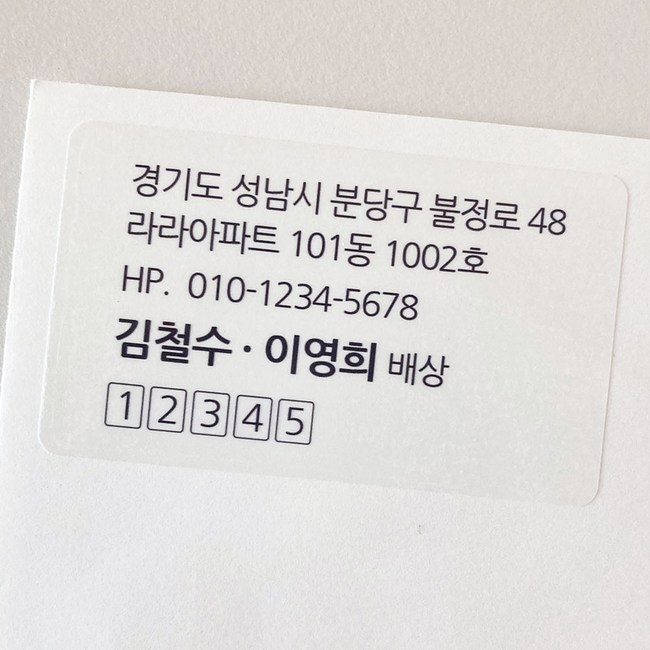 경기도 성남시 분당구 불정로 48
라라아파트 101동 1002호
HP. 010-1234-5678
김철수 · 이영희 배상
12345